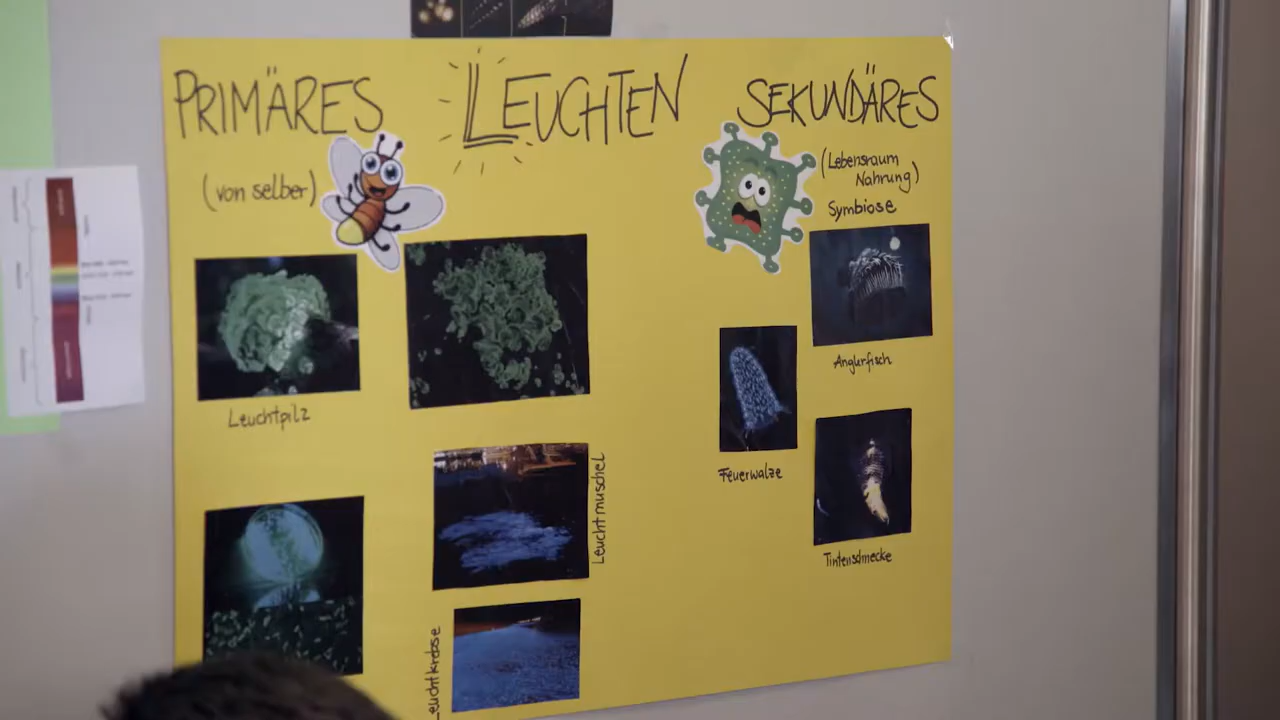 PRIMÄRES LEUCHTEN SEKUNDÄRES
(von selber)
(Lebensraum
Nahrung)
Symbiose
Leuchtpilz
Leuchtmuschel
Leuchtkrebse
Anglerfisch
Feuerwalze
Tintenschnecke